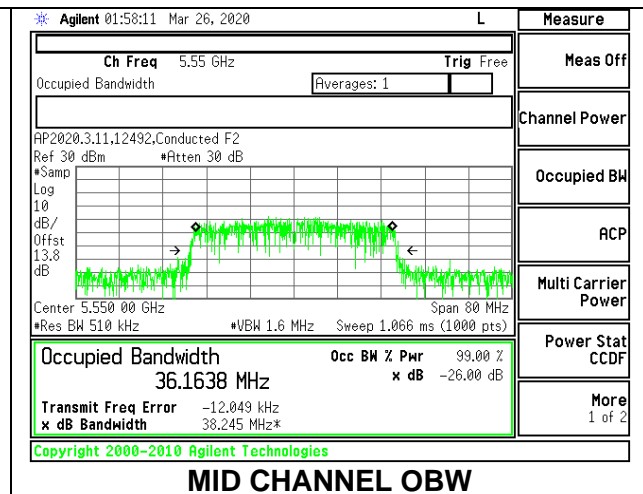 Agilent 01:58:11 Mar 26, 2020 L Measure
Ch Freq 5.55 GHz Trig Free
Meas Off
Occupied Bandwidth Averages: 1
Channel Power
AP2020.3.11,12492,Conducted F2
Ref 30 dBm #Atten 30 dB
#Samp
Log
10
dB/
Offst
13.8
dB
Occupied BW
ACP
Multi Carrier
Power
Center 5.550 00 GHz Span 80 MHz
#Res BW 510 kHz #VBW 1.6 MHz Sweep 1.066 ms (1000 pts)
Occupied Bandwidth Occ BW % Pwr 99.00 %
36.1638 MHz x dB -26.00 dB
Power Stat
CCDF
Transmit Freq Error -12.049 kHz
x dB Bandwidth 38.245 MHz*
More
1 of 2
Copyright 2000-2010 Agilent Technologies
MID CHANNEL OBW